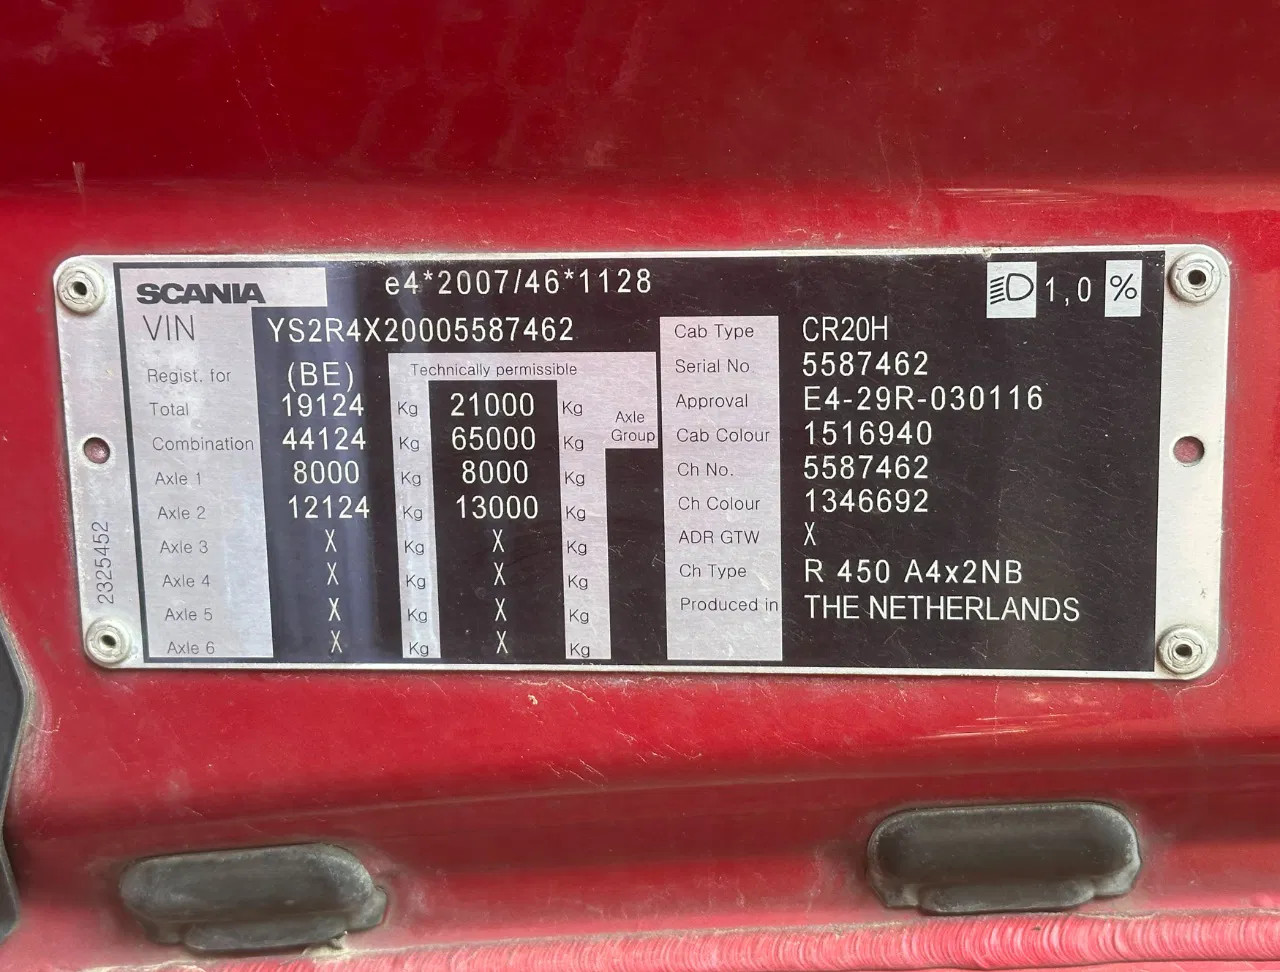 SCANIA e4*2007/46*1128 1,0 %
VIN YS2R4X20005587462
Regist. for (BE) Technically permissible
Total 19124 Kg 21000 Kg Axle Group
Combination 44124 Kg 65000 Kg
Axle 1 8000 Kg 8000 Kg
Axle 2 12124 Kg 13000 Kg
Axle 3 X Kg X Kg
Axle 4 X Kg X Kg
Axle 5 X Kg X Kg
Axle 6 X Kg X Kg
Cab Type CR20H
Serial No 5587462
Approval E4-29R-030116
Cab Colour 1516940
Ch No. 5587462
Ch Colour 1346692
ADR GTW X
Ch Type R 450 A4x2NB
Produced in THE NETHERLANDS
2325452